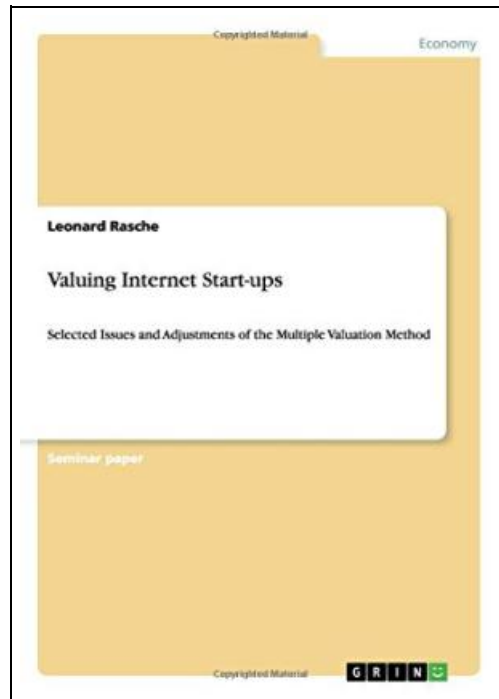 Copyrighted Material
Economy
Leonard Rasche
Valuing Internet Start-ups
Selected Issues and Adjustments of the Multiple Valuation Method
Seminar paper
Copyrighted Material
GRIN